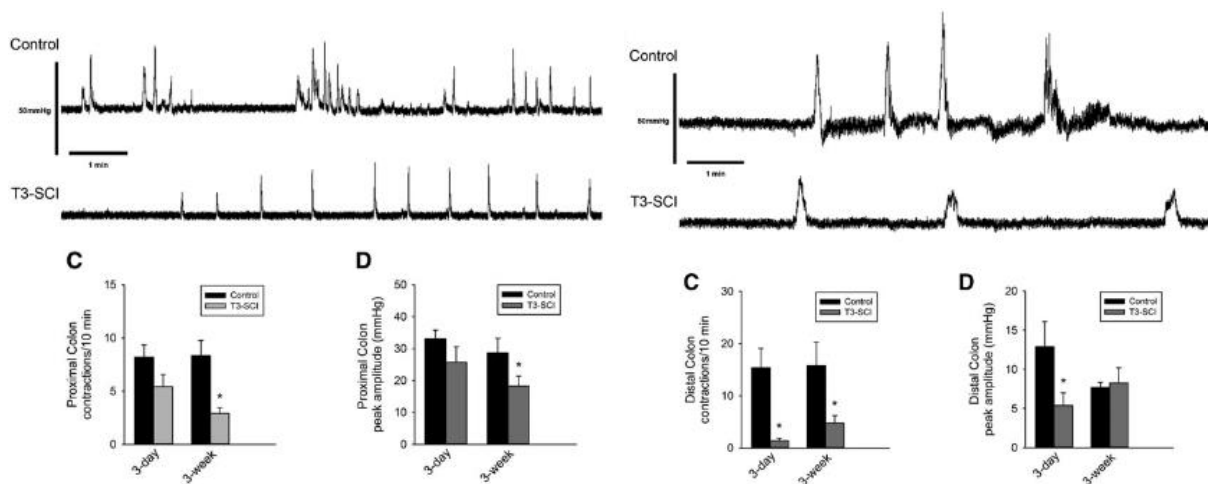 Control
50mmHg
1 min
T3-SCI
Control
50mmHg
1 min
T3-SCI
C
Proximal Colon
contractions/10 min
15
10
5
0
Control
T3-SCI
*
3-day
3-week
D
Proximal Colon
peak amplitude (mmHg)
50
40
30
20
10
0
Control
T3-SCI
*
3-day
3-week
C
Distal Colon
contractions/10 min
30
20
10
0
Control
T3-SCI
*
*
3-day
3-week
D
Distal Colon
peak amplitude (mmHg)
20
15
10
5
0
Control
T3-SCI
*
3-day
3-week